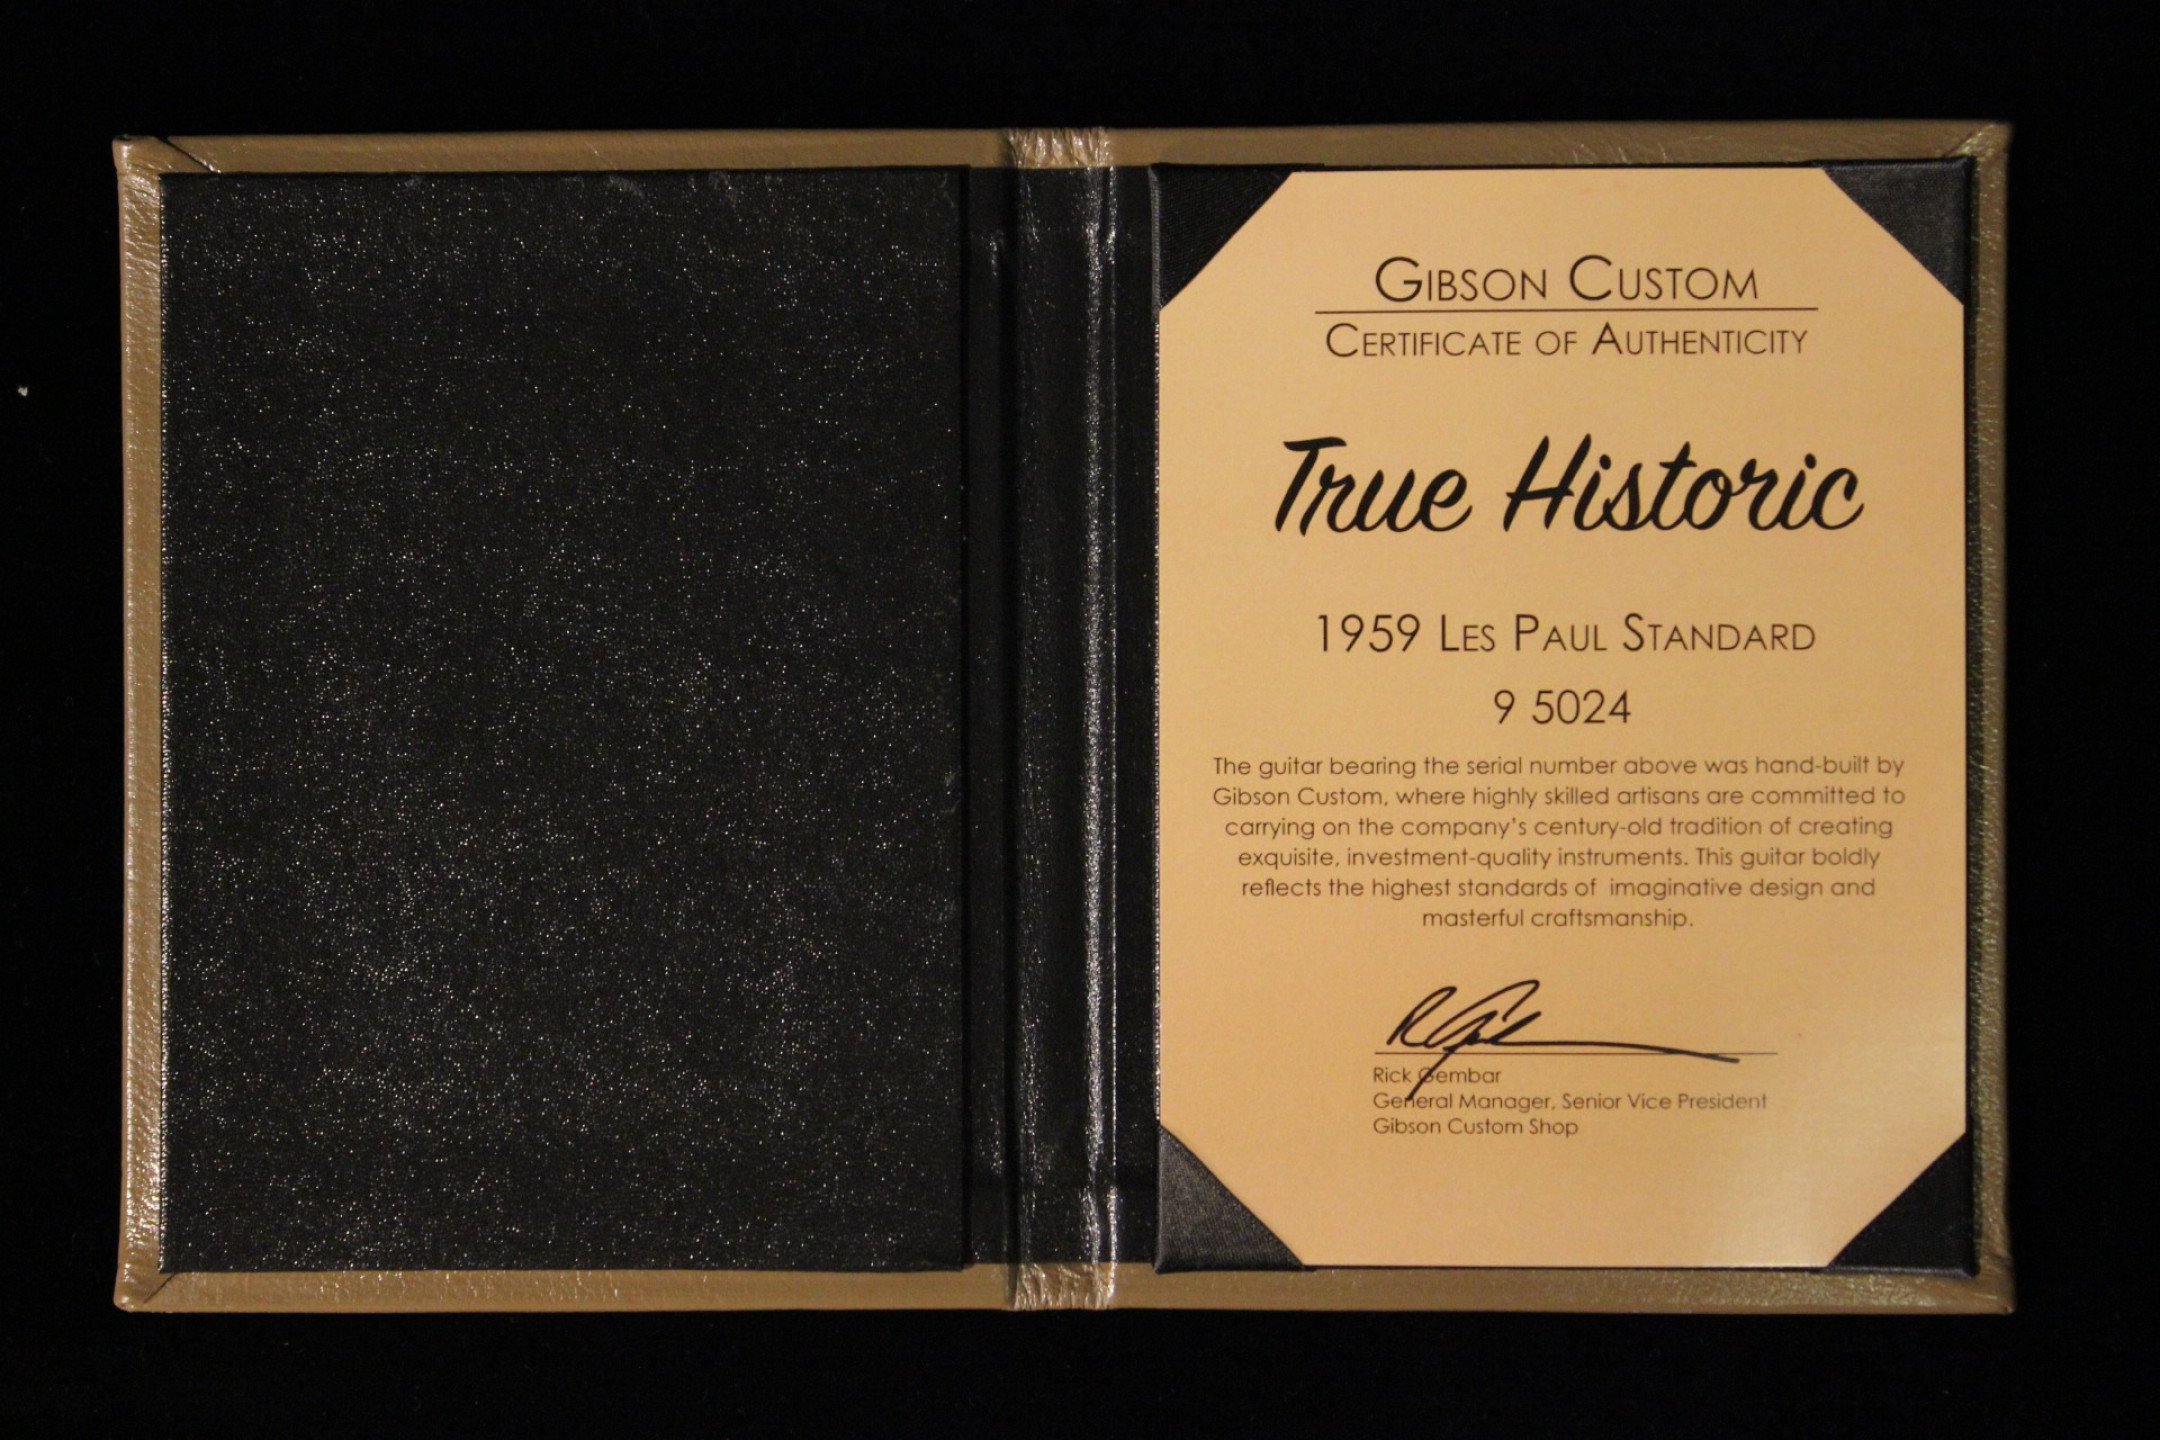 GIBSON CUSTOM
CERTIFICATE OF AUTHENTICITY
True Historic
1959 LES PAUL STANDARD
9 5024
The guitar bearing the serial number above was hand-built by
Gibson Custom, where highly skilled artisans are committed to
carrying on the company's century-old tradition of creating
exquisite, investment-quality instruments. This guitar boldly
reflects the highest standards of imaginative design and
masterful craftsmanship.
Rick Gembar
General Manager, Senior Vice President
Gibson Custom Shop